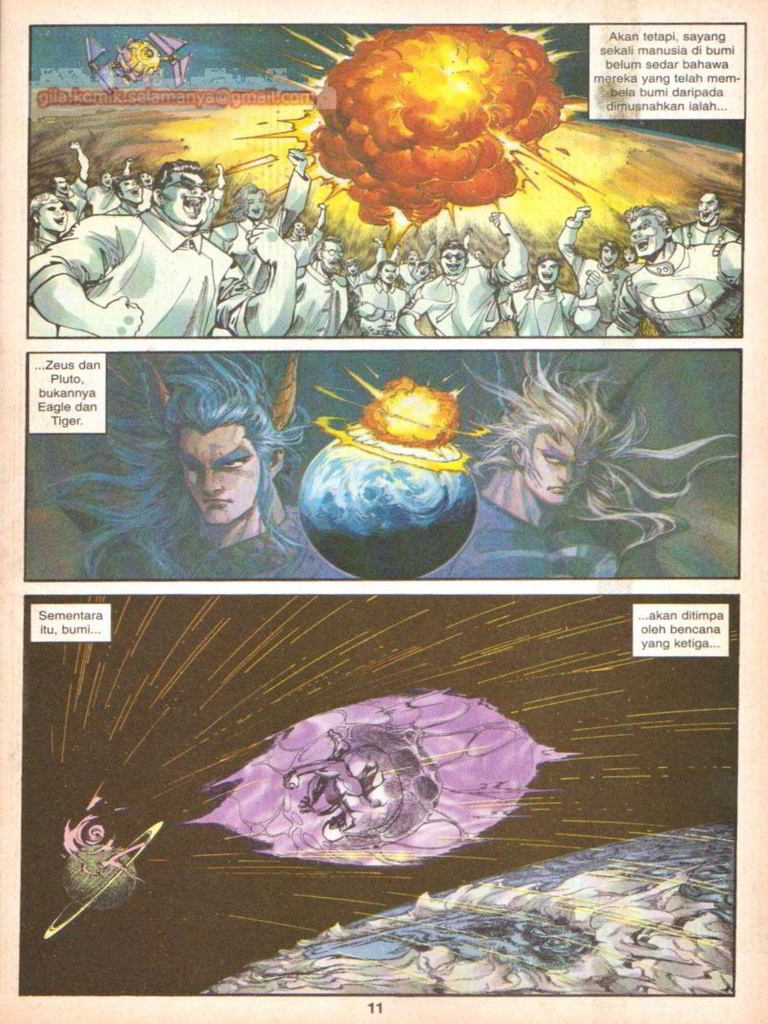 Akan tetapi, sayang
sekali manusia di bumi
belum sedar bahawa
mereka yang telah mem-
bela bumi daripada
dimusnahkan ialah...
gila.komik.selamanya@gmail.com
...Zeus dan
Pluto,
bukannya
Eagle dan
Tiger.
Sementara
itu, bumi...
...akan ditimpa
oleh bencana
yang ketiga...
11